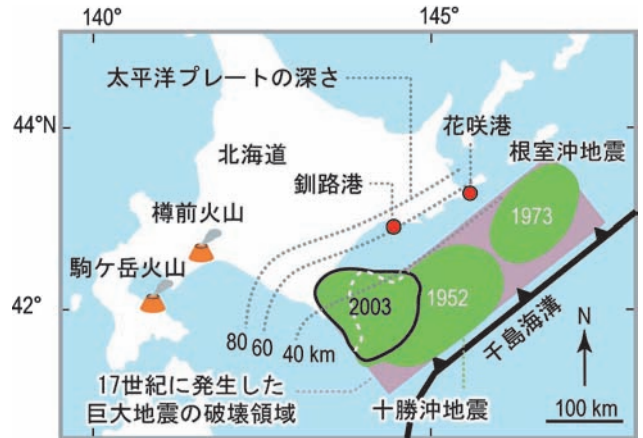 140°
145°
太平洋プレートの深さ
44°N
花咲港
北海道
根室沖地震
釧路港
樽前火山
1973
駒ケ岳火山
42°
2003
1952
80
60
40 km
千島海溝
N
17世紀に発生した
巨大地震の破壊領域
十勝沖地震
100 km